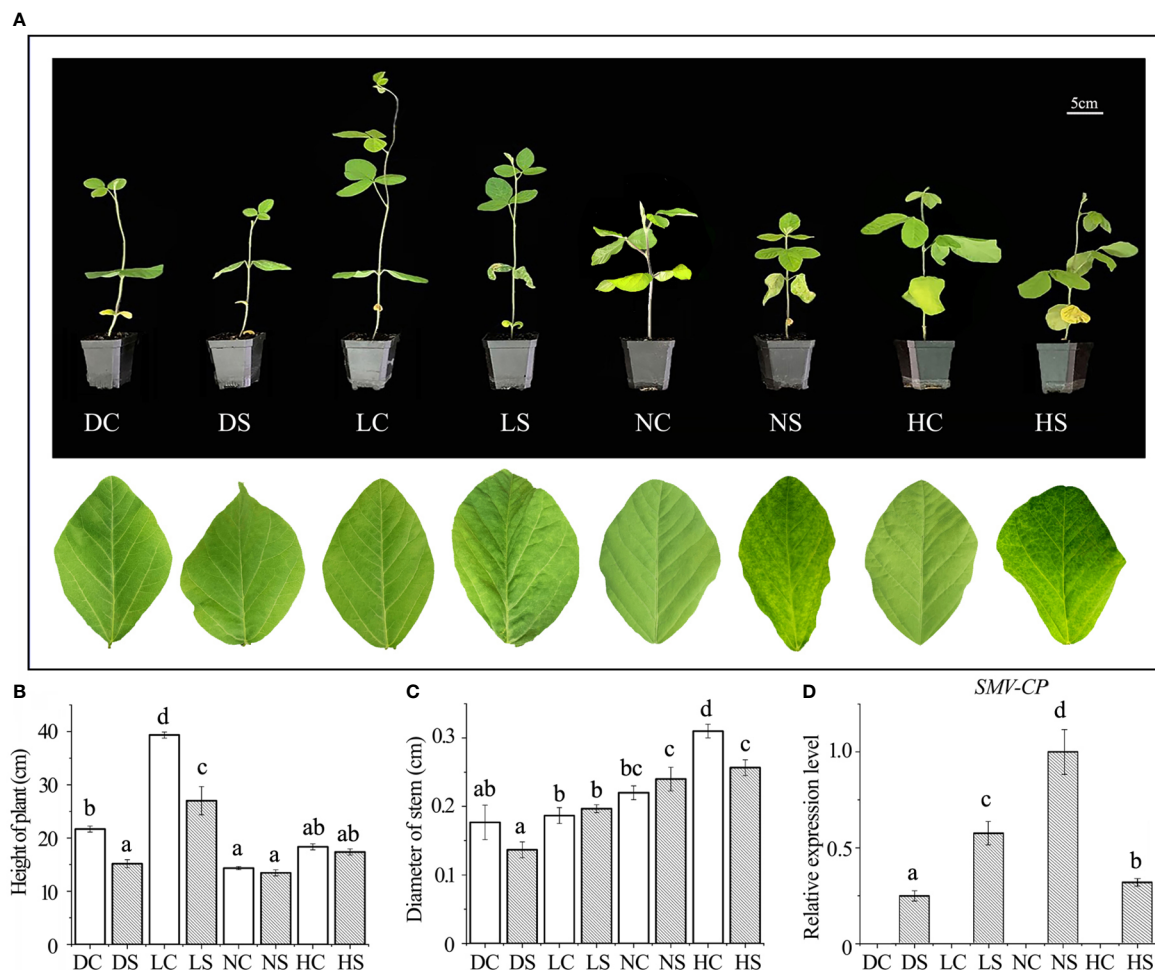 A
5cm
DC DS LC LS NC NS HC HS
B
Height of plant (cm)
40
30
20
15
10
0
b
a
d
c
a
a
ab
ab
DC DS LC LS NC NS HC HS
C
Diameter of stem (cm)
0.3
0.2
0.1
0
ab
a
b
b
bc
c
d
c
DC DS LC LS NC NS HC HS
D
SMV-CP
Relative expression level
1.0
0.5
0
a
c
d
b
DC DS LC LS NC NS HC HS